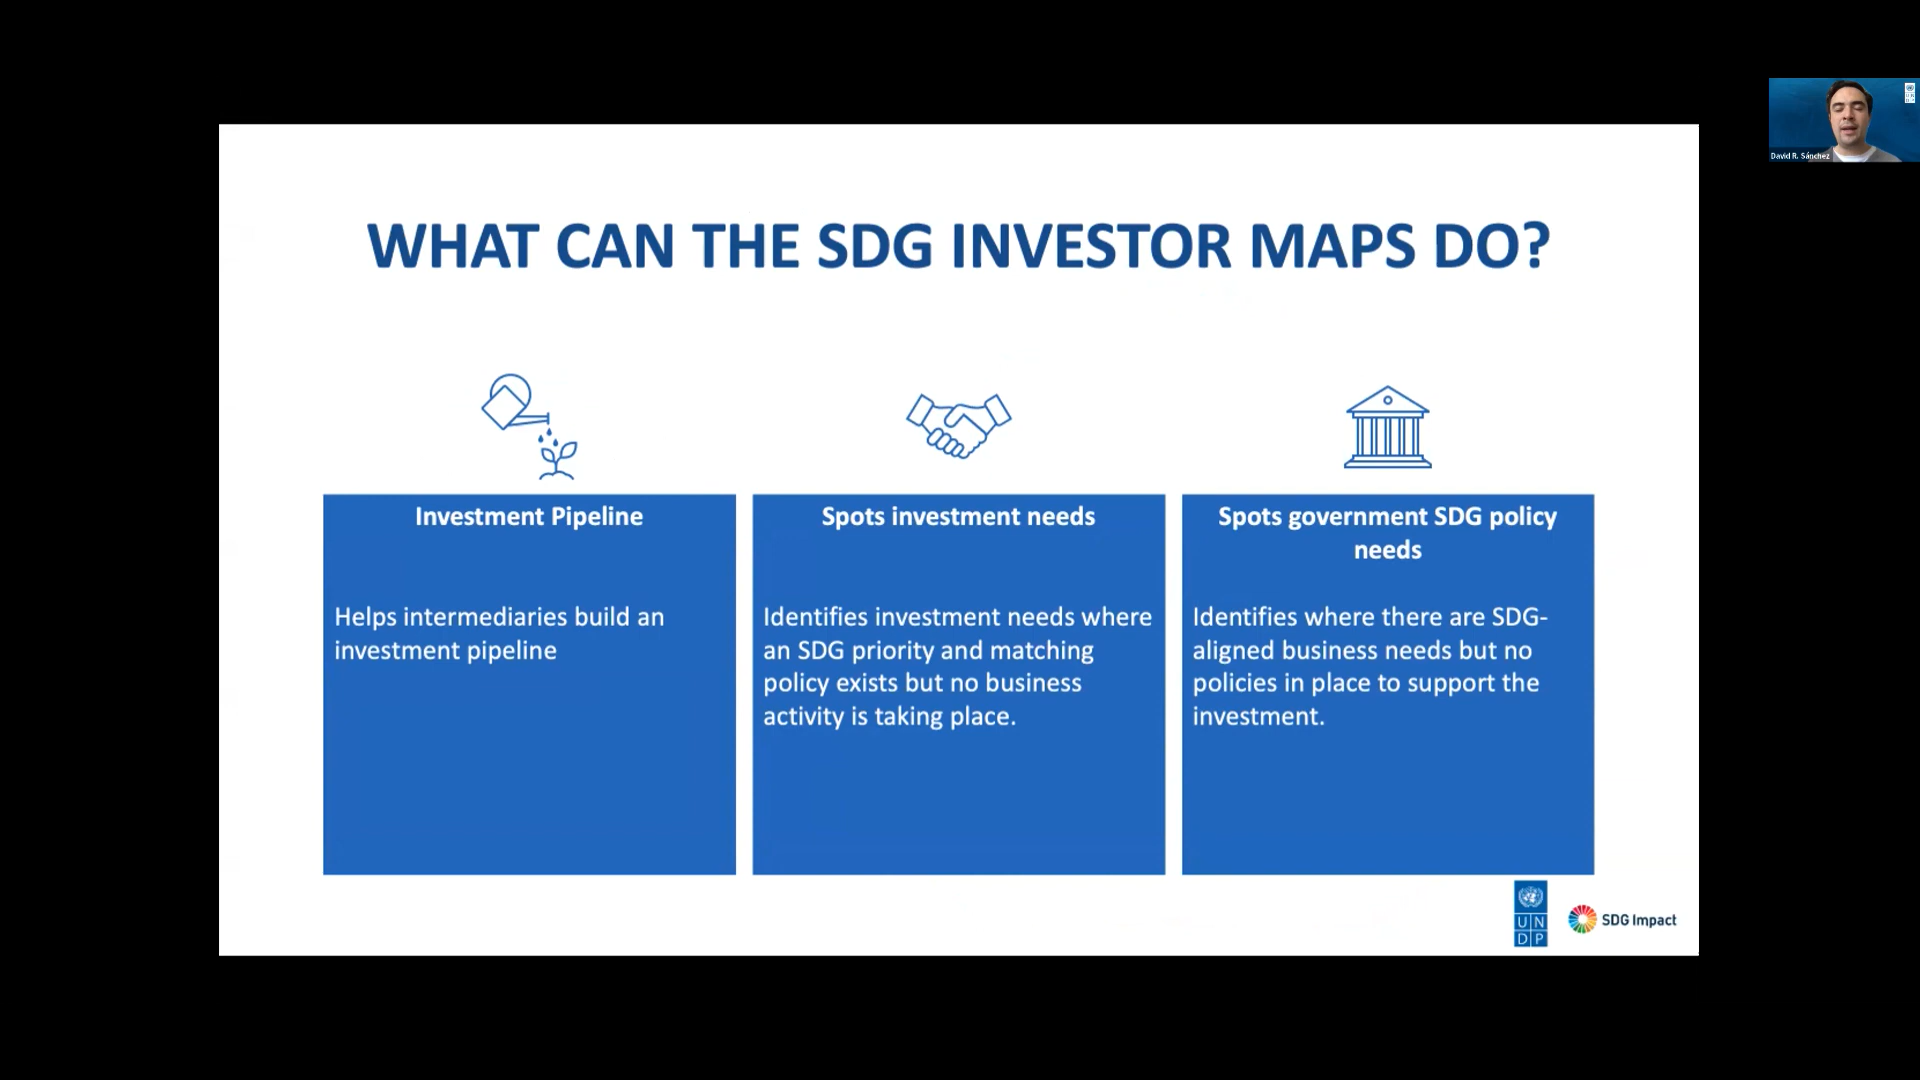 David R. Sánchez
WHAT CAN THE SDG INVESTOR MAPS DO?
Investment Pipeline
Helps intermediaries build an
investment pipeline
Spots investment needs
Identifies investment needs where
an SDG priority and matching
policy exists but no business
activity is taking place.
Spots government SDG policy
needs
Identifies where there are SDG-
aligned business needs but no
policies in place to support the
investment.
U N
D P
SDG Impact